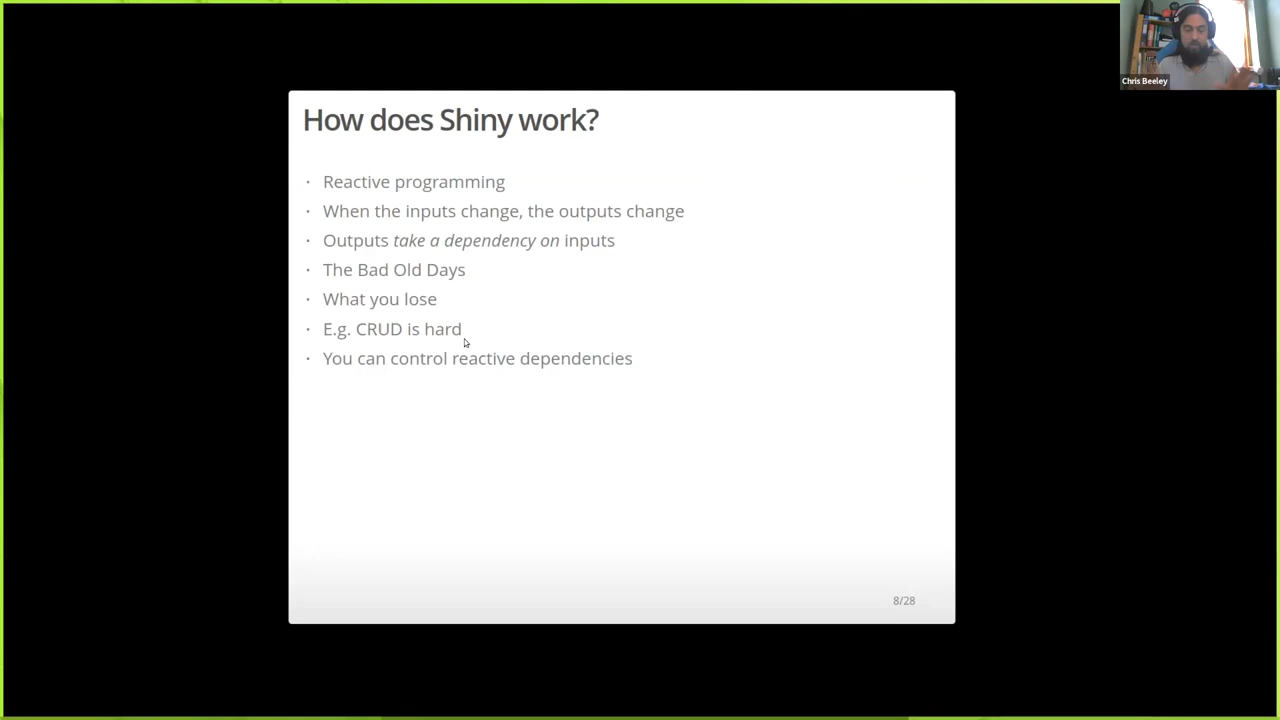 Chris Beeley
How does Shiny work?
· Reactive programming
· When the inputs change, the outputs change
· Outputs take a dependency on inputs
· The Bad Old Days
· What you lose
· E.g. CRUD is hard
· You can control reactive dependencies
8/28